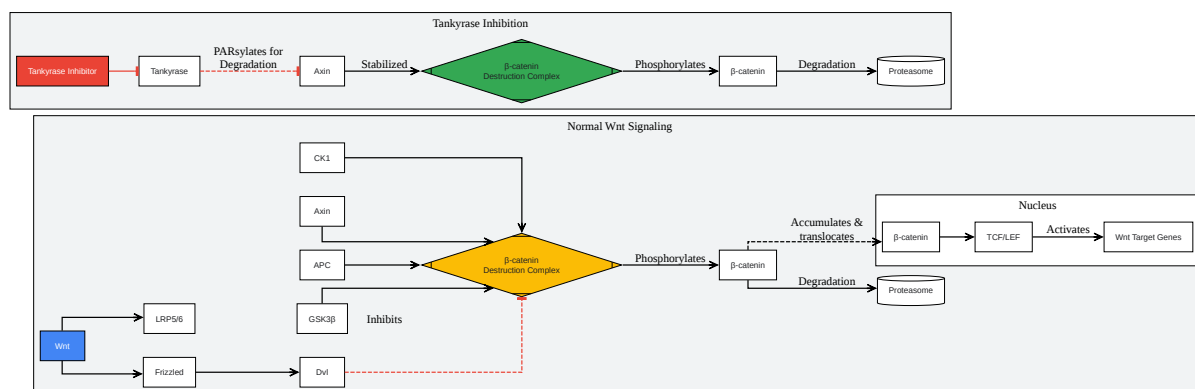 Tankyrase Inhibition
Tankyrase Inhibitor
Tankyrase
PARsylates for
Degradation
Axin
Stabilized
β-catenin
Destruction Complex
Phosphorylates
β-catenin
Degradation
Proteasome
Normal Wnt Signaling
CK1
Axin
APC
GSK3β
Inhibits
β-catenin
Destruction Complex
Phosphorylates
β-catenin
Accumulates &
translocates
Degradation
Proteasome
Nucleus
β-catenin
TCF/LEF
Activates
Wnt Target Genes
LRP5/6
Wnt
Frizzled
Dvl